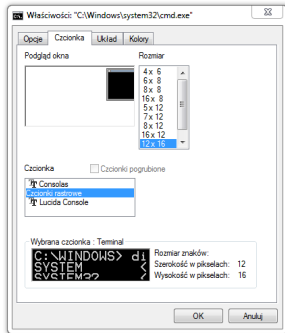 Właściwości: "C:\Windows\system32\cmd.exe"
Opcje Czcionka Układ Kolory
Podgląd okna
Rozmiar
4 x 6
6 x 8
8 x 8
16 x 8
5 x 12
7 x 12
8 x 12
16 x 12
12 x 16
Czcionka
Czcionki pogrubione
Consolas
Czcionki rastrowe
Lucida Console
Wybrana czcionka : Terminal
C:\WINDOWS> di
SYSTEM <
SYSTEM32 <
Rozmiar znaków:
Szerokość w pikselach: 12
Wysokość w pikselach: 16
OK Anuluj